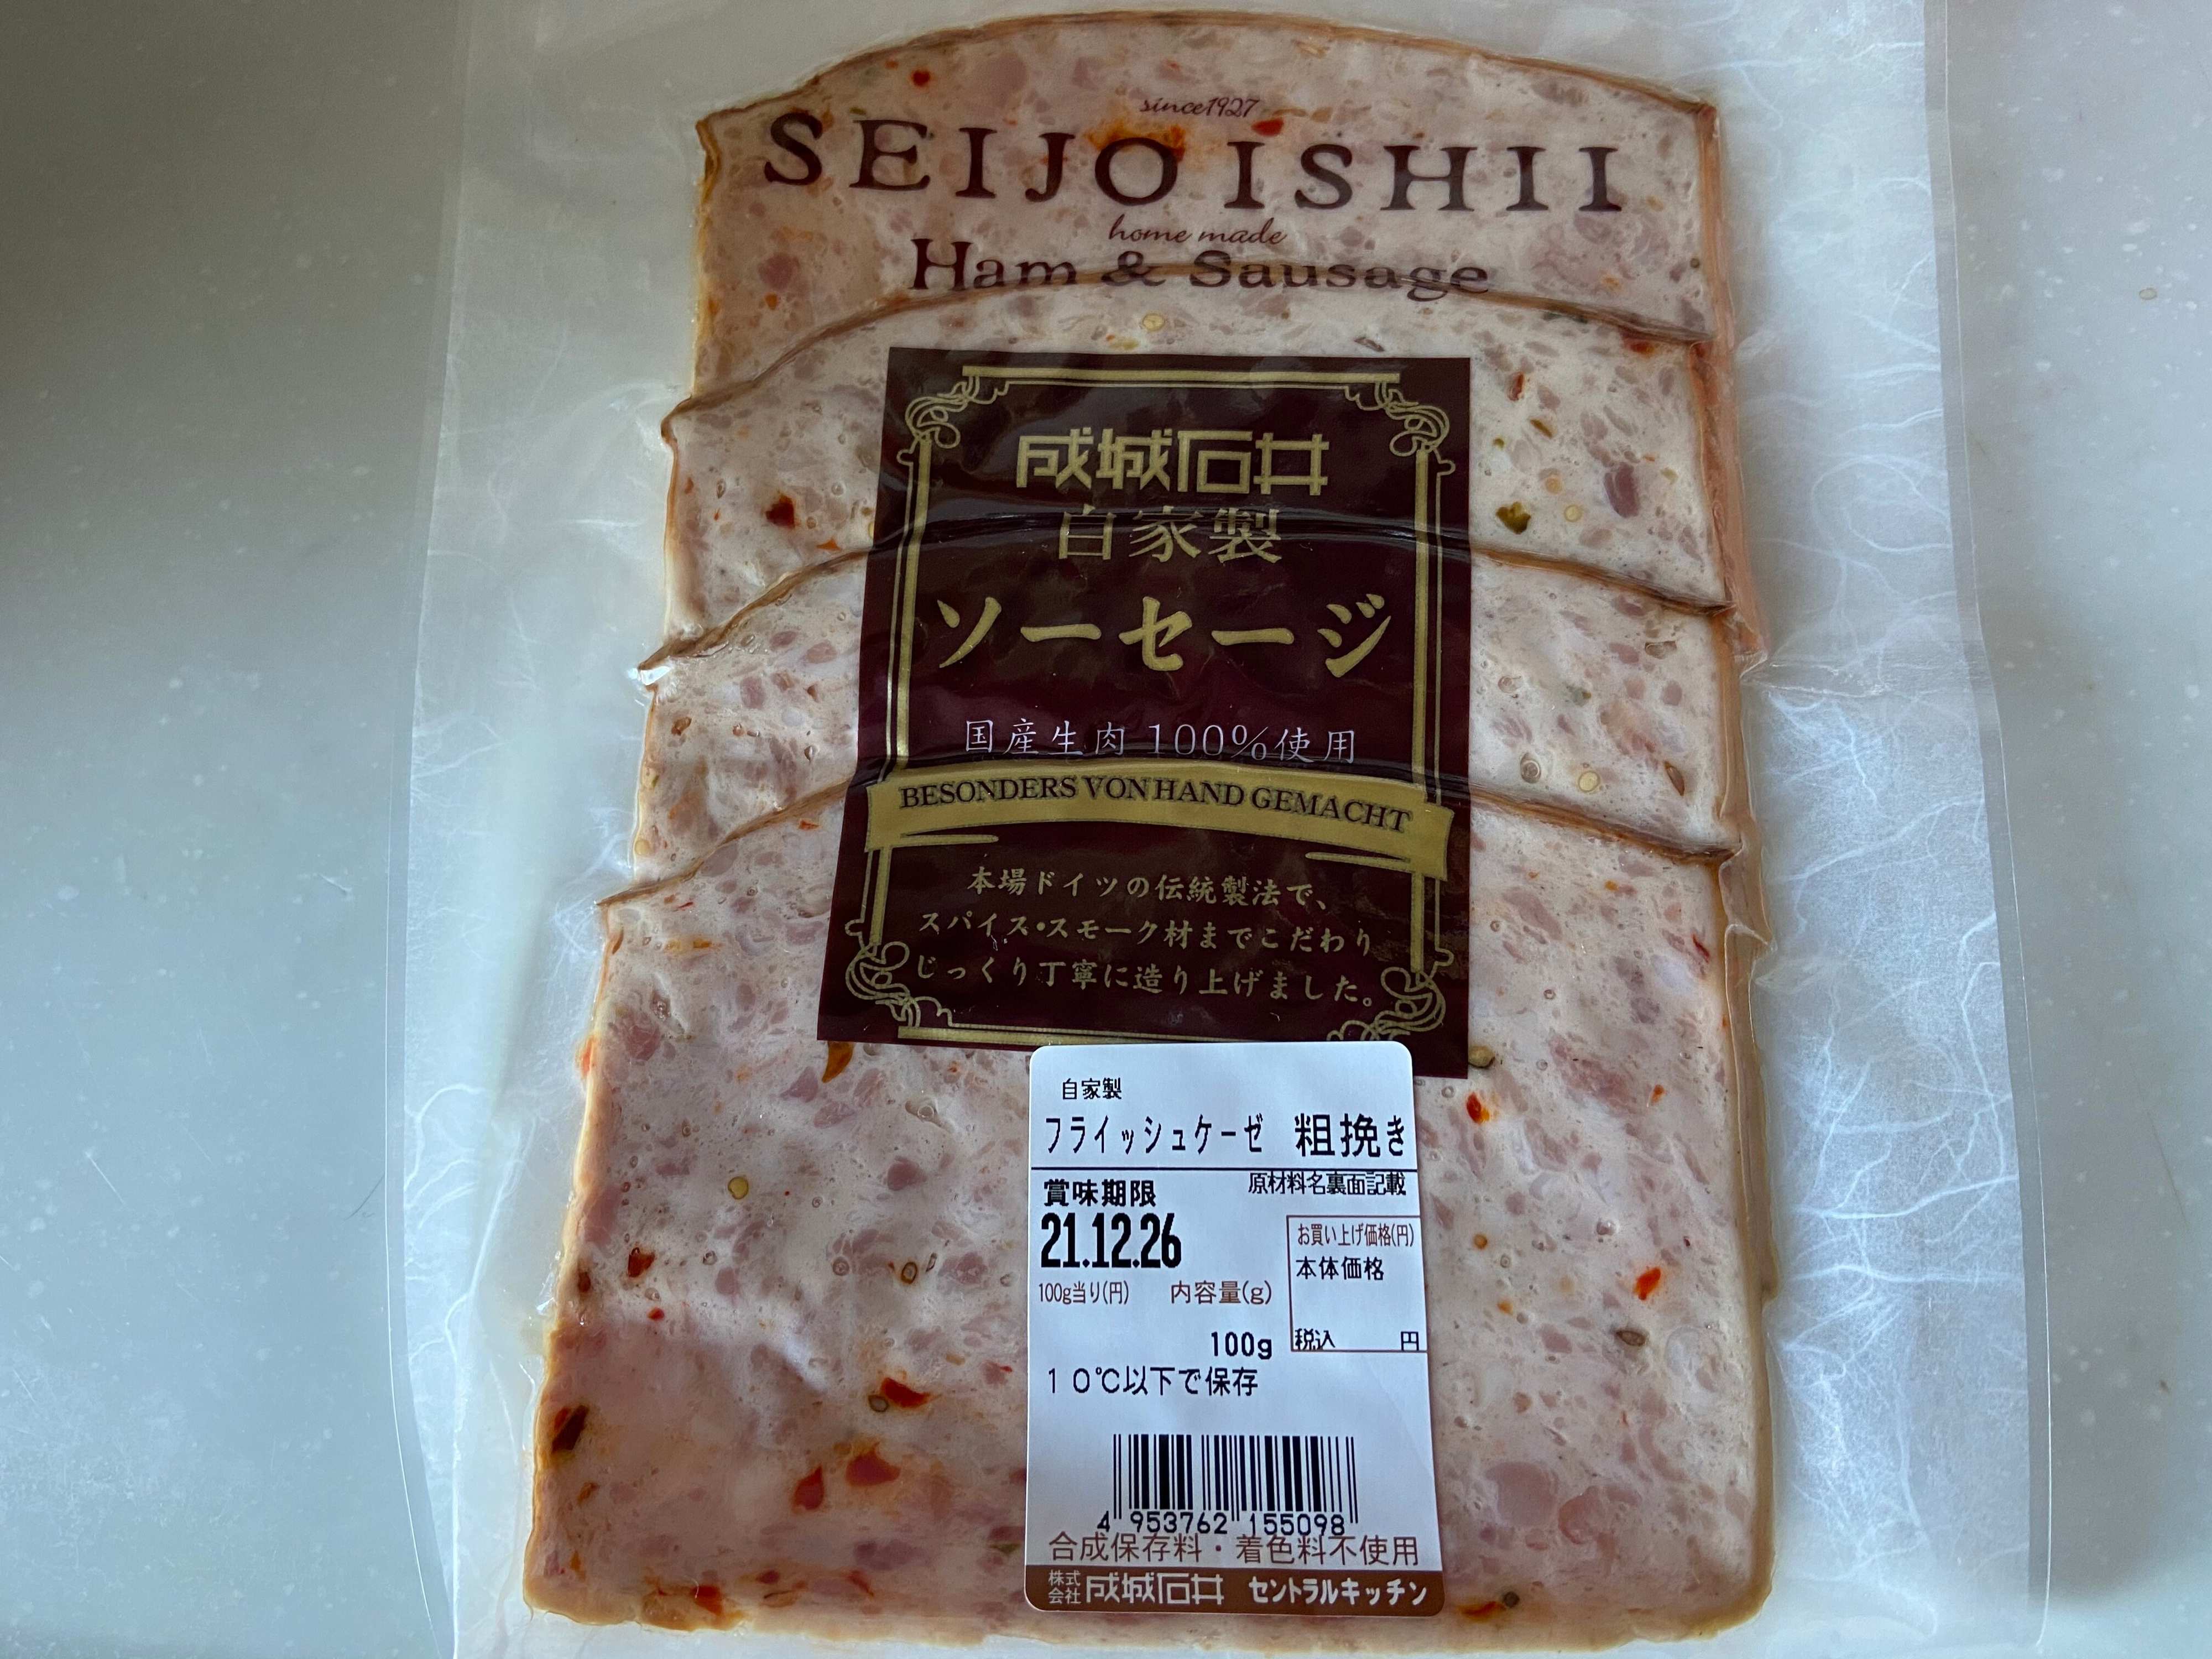 since1927
SEIJO ISHII
home made
Ham & Sausage
成城石井
自家製
ソーセージ
国産生肉100%使用
BESONDERS VON HAND GEMACHT
本場ドイツの伝統製法で、
スパイス・スモーク材までこだわり
じっくり丁寧に造り上げました。
自家製
フライッシュケーゼ 粗挽き
賞味期限 原材料名裏面記載
21.12.26
お買い上げ価格(円)
本体価格
100g当り(円) 内容量(g)
100g
税込 円
10℃以下で保存
4 953762 155098
合成保存料・着色料不使用
株式会社 成城石井 セントラルキッチン